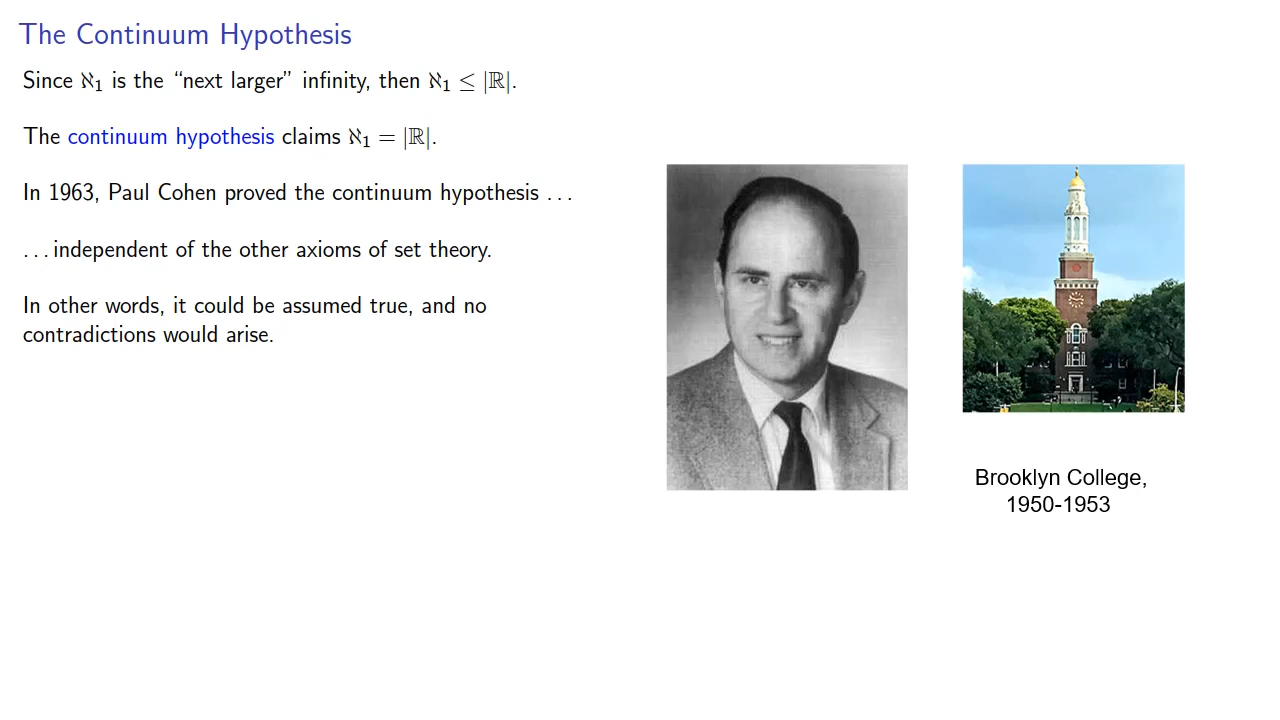 The Continuum Hypothesis
Since ℵ₁ is the “next larger” infinity, then ℵ₁ ≤ |ℝ|.
The continuum hypothesis claims ℵ₁ = |ℝ|.
In 1963, Paul Cohen proved the continuum hypothesis . . .
. . . independent of the other axioms of set theory.
In other words, it could be assumed true, and no
contradictions would arise.
Brooklyn College,
1950-1953